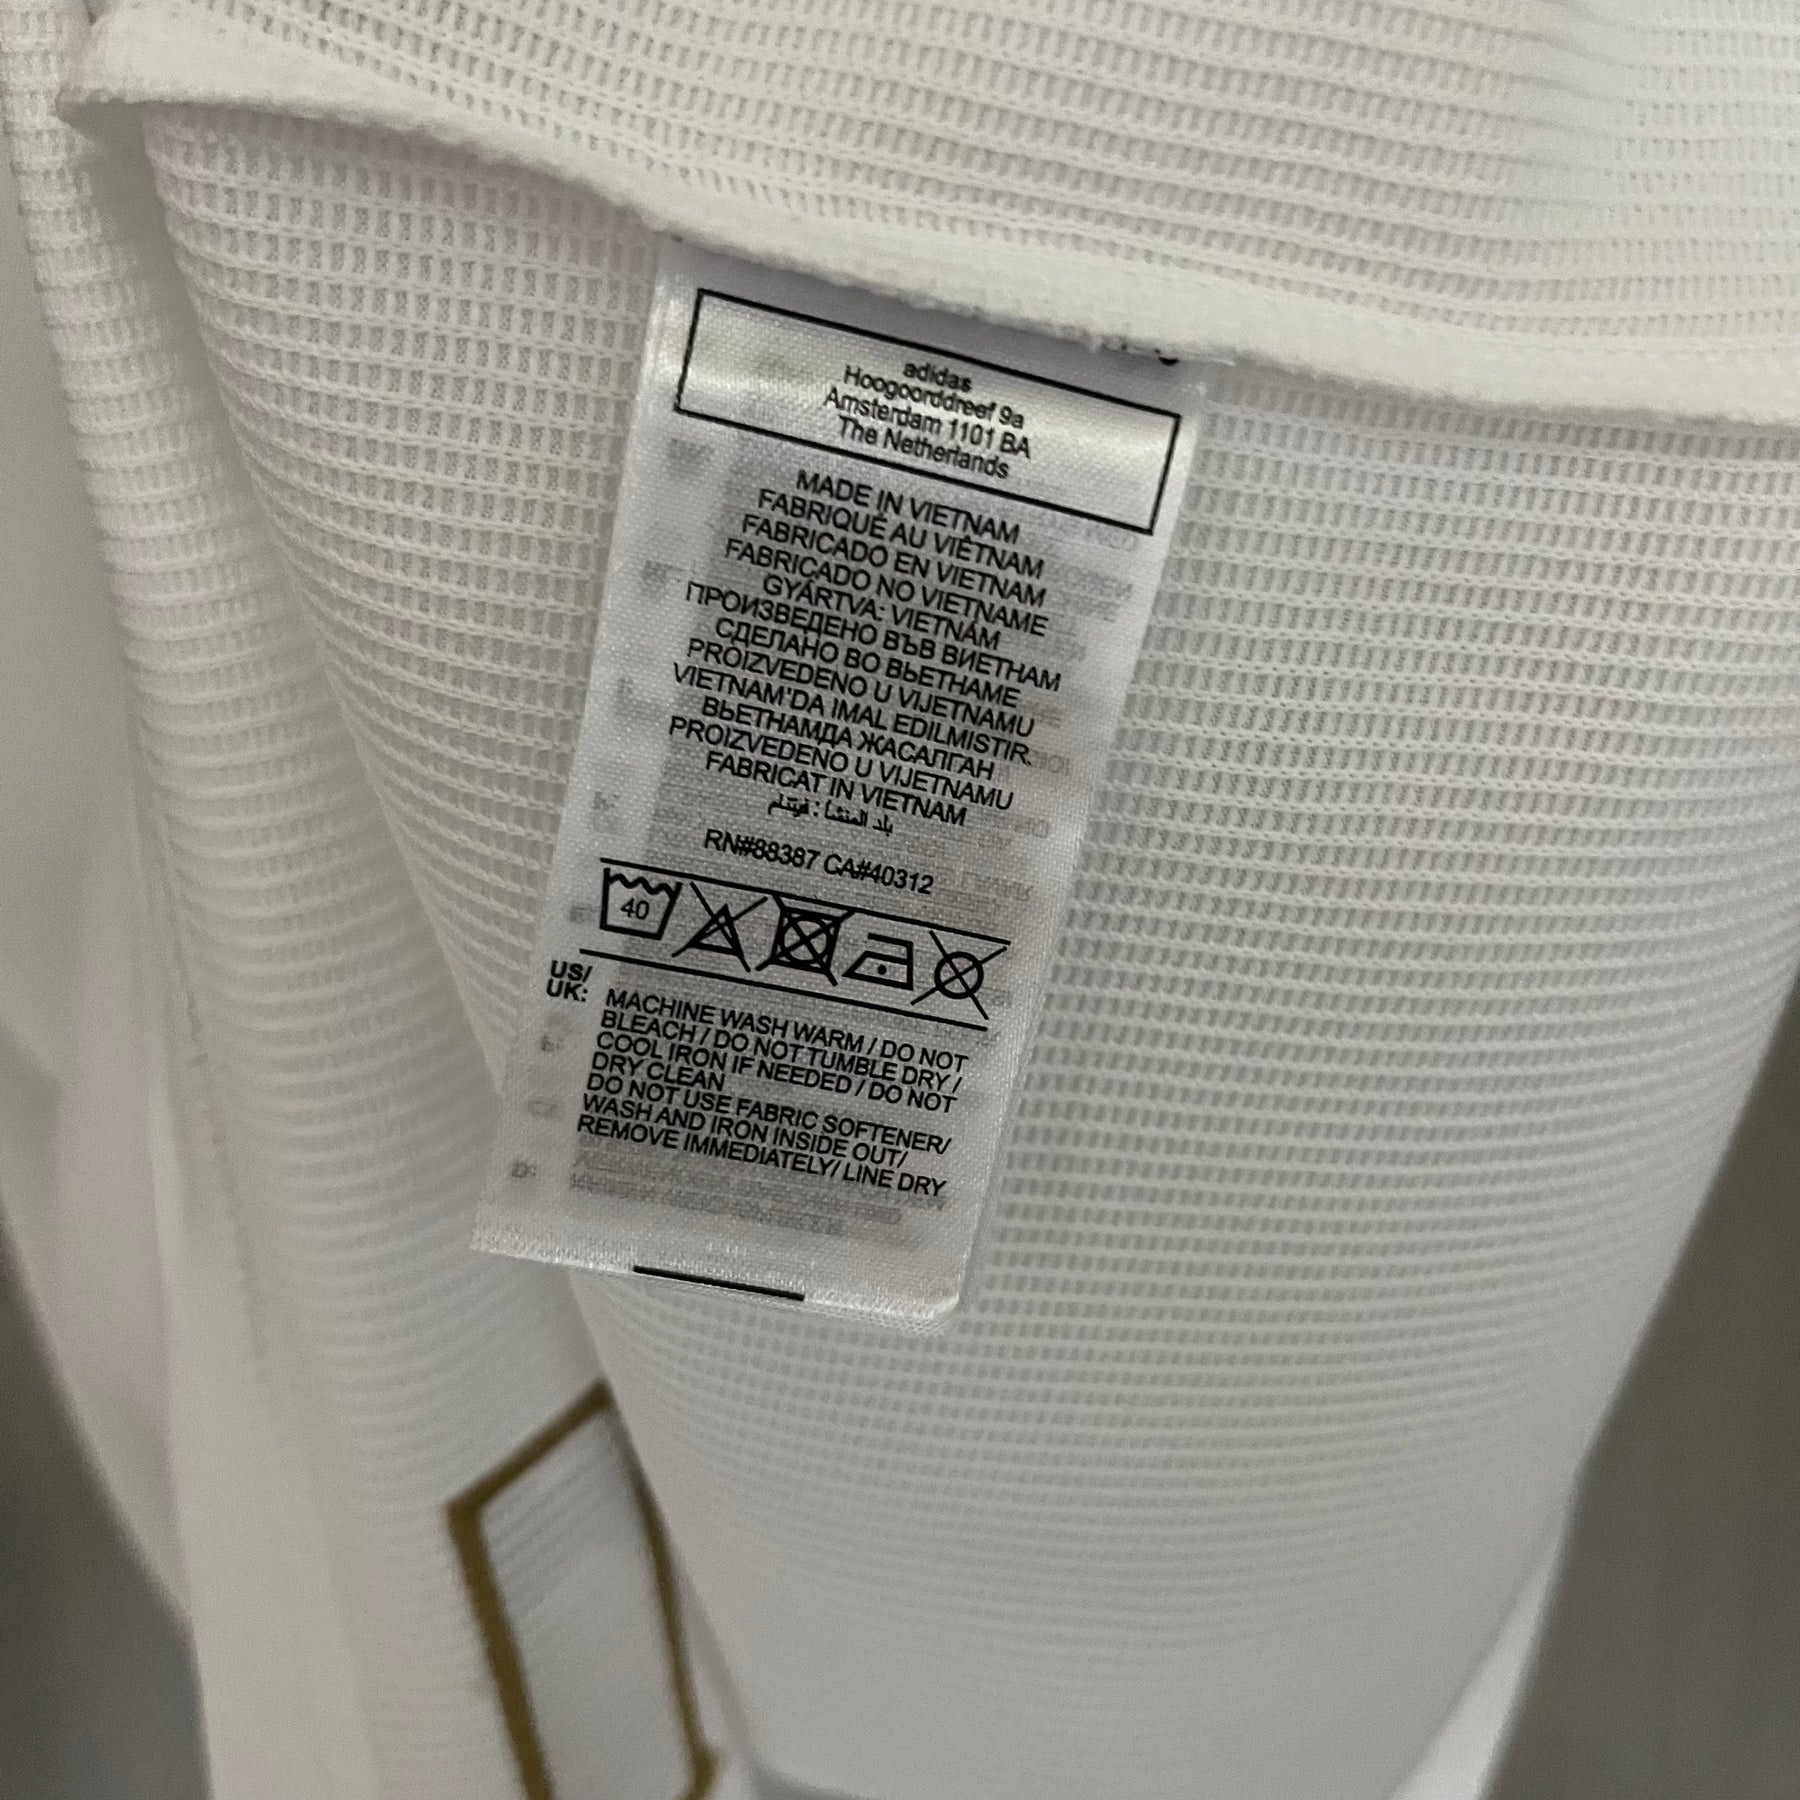 adidas
Hoogoorddreef 9a
Amsterdam 1101 BA
The Netherlands
MADE IN VIETNAM
FABRIQUÉ AU VIÊTNAM
FABRICADO EN VIETNAM
FABRICADO NO VIETNAME
GYÁRTVA: VIETNÁM
ПРОИЗВЕДЕНО ВЪВ ВИЕТНАМ
СДЕЛАНО ВО ВЬЕТНАМЕ
PROIZVEDENO U VIJETNAMU
VIETNAM'DA IMAL EDILMISTIR.
ВЬЕТНАМДА ЖАСАЛГАН
PROIZVEDENO U VIJETNAMU
FABRICAT IN VIETNAM
بلد المنشأ : فيتنام
RN#88387 CA#40312
40
US/
UK:
MACHINE WASH WARM / DO NOT
BLEACH / DO NOT TUMBLE DRY /
COOL IRON IF NEEDED / DO NOT
DRY CLEAN
DO NOT USE FABRIC SOFTENER/
WASH AND IRON INSIDE OUT/
REMOVE IMMEDIATELY/ LINE DRY